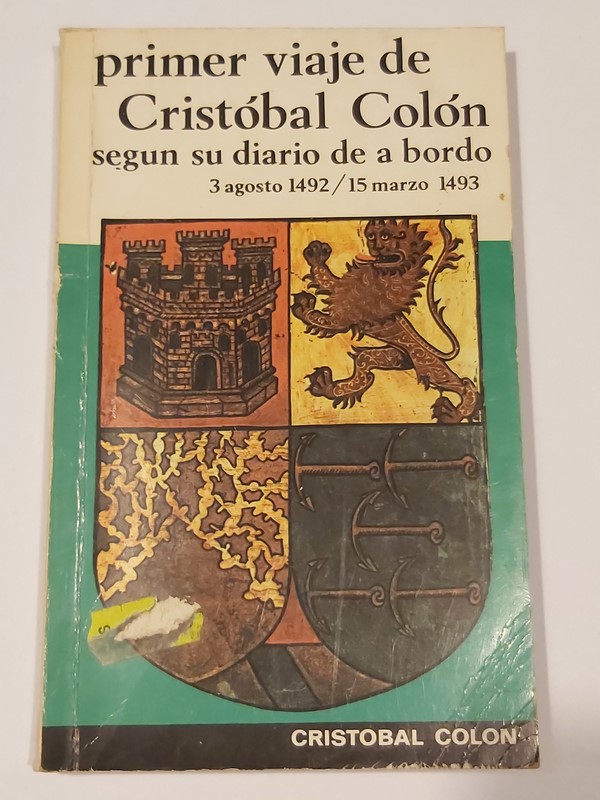 primer viaje de
Cristóbal Colón
segun su diario de a bordo
3 agosto 1492/15 marzo 1493
CRISTOBAL COLON